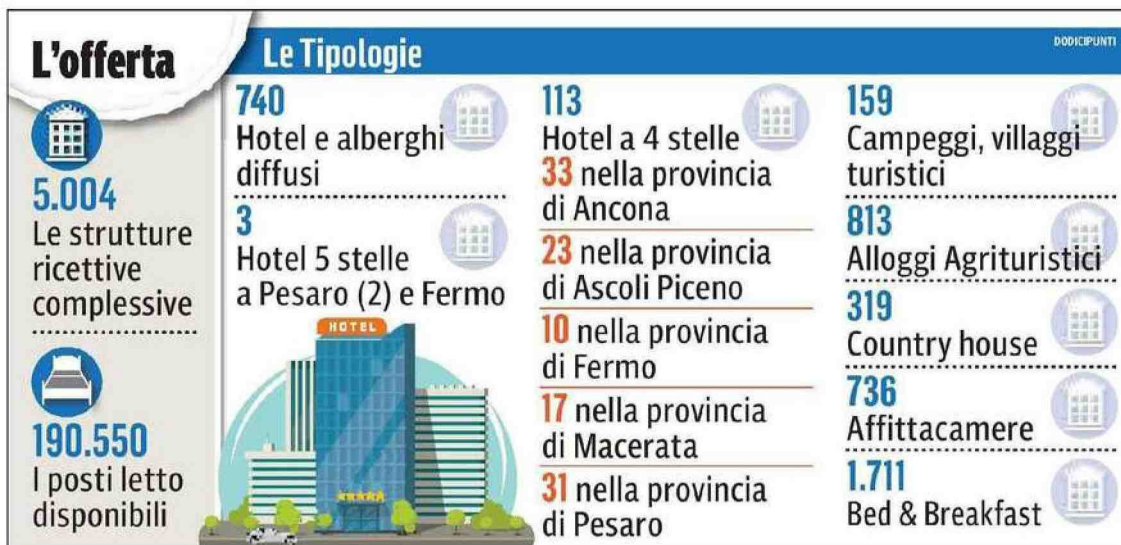 L'offerta
5.004
Le strutture
ricettive
complessive
190.550
I posti letto
disponibili
Le Tipologie
DODICIPUNTI
740
Hotel e alberghi
diffusi
3
Hotel 5 stelle
a Pesaro (2) e Fermo
HOTEL
113
Hotel a 4 stelle
33 nella provincia
di Ancona
23 nella provincia
di Ascoli Piceno
10 nella provincia
di Fermo
17 nella provincia
di Macerata
31 nella provincia
di Pesaro
159
Campeggi, villaggi
turistici
813
Alloggi Agrituristici
319
Country house
736
Affittacamere
1.711
Bed & Breakfast